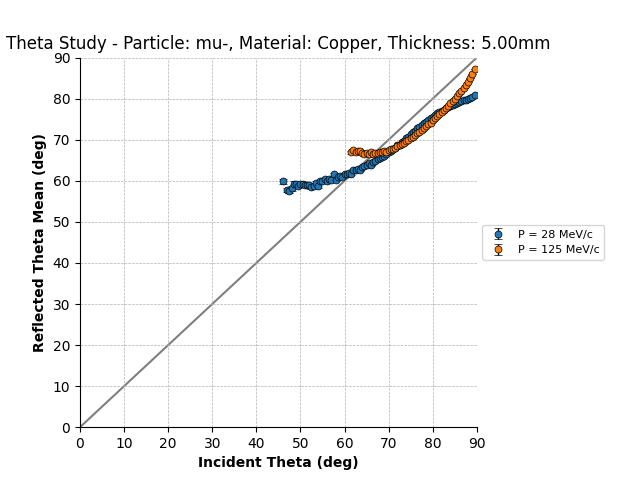 Theta Study - Particle: mu-, Material: Copper, Thickness: 5.00mm
Reflected Theta Mean (deg)
90
80
70
60
50
40
30
20
10
0
0 10 20 30 40 50 60 70 80 90
Incident Theta (deg)
P = 28 MeV/c
P = 125 MeV/c